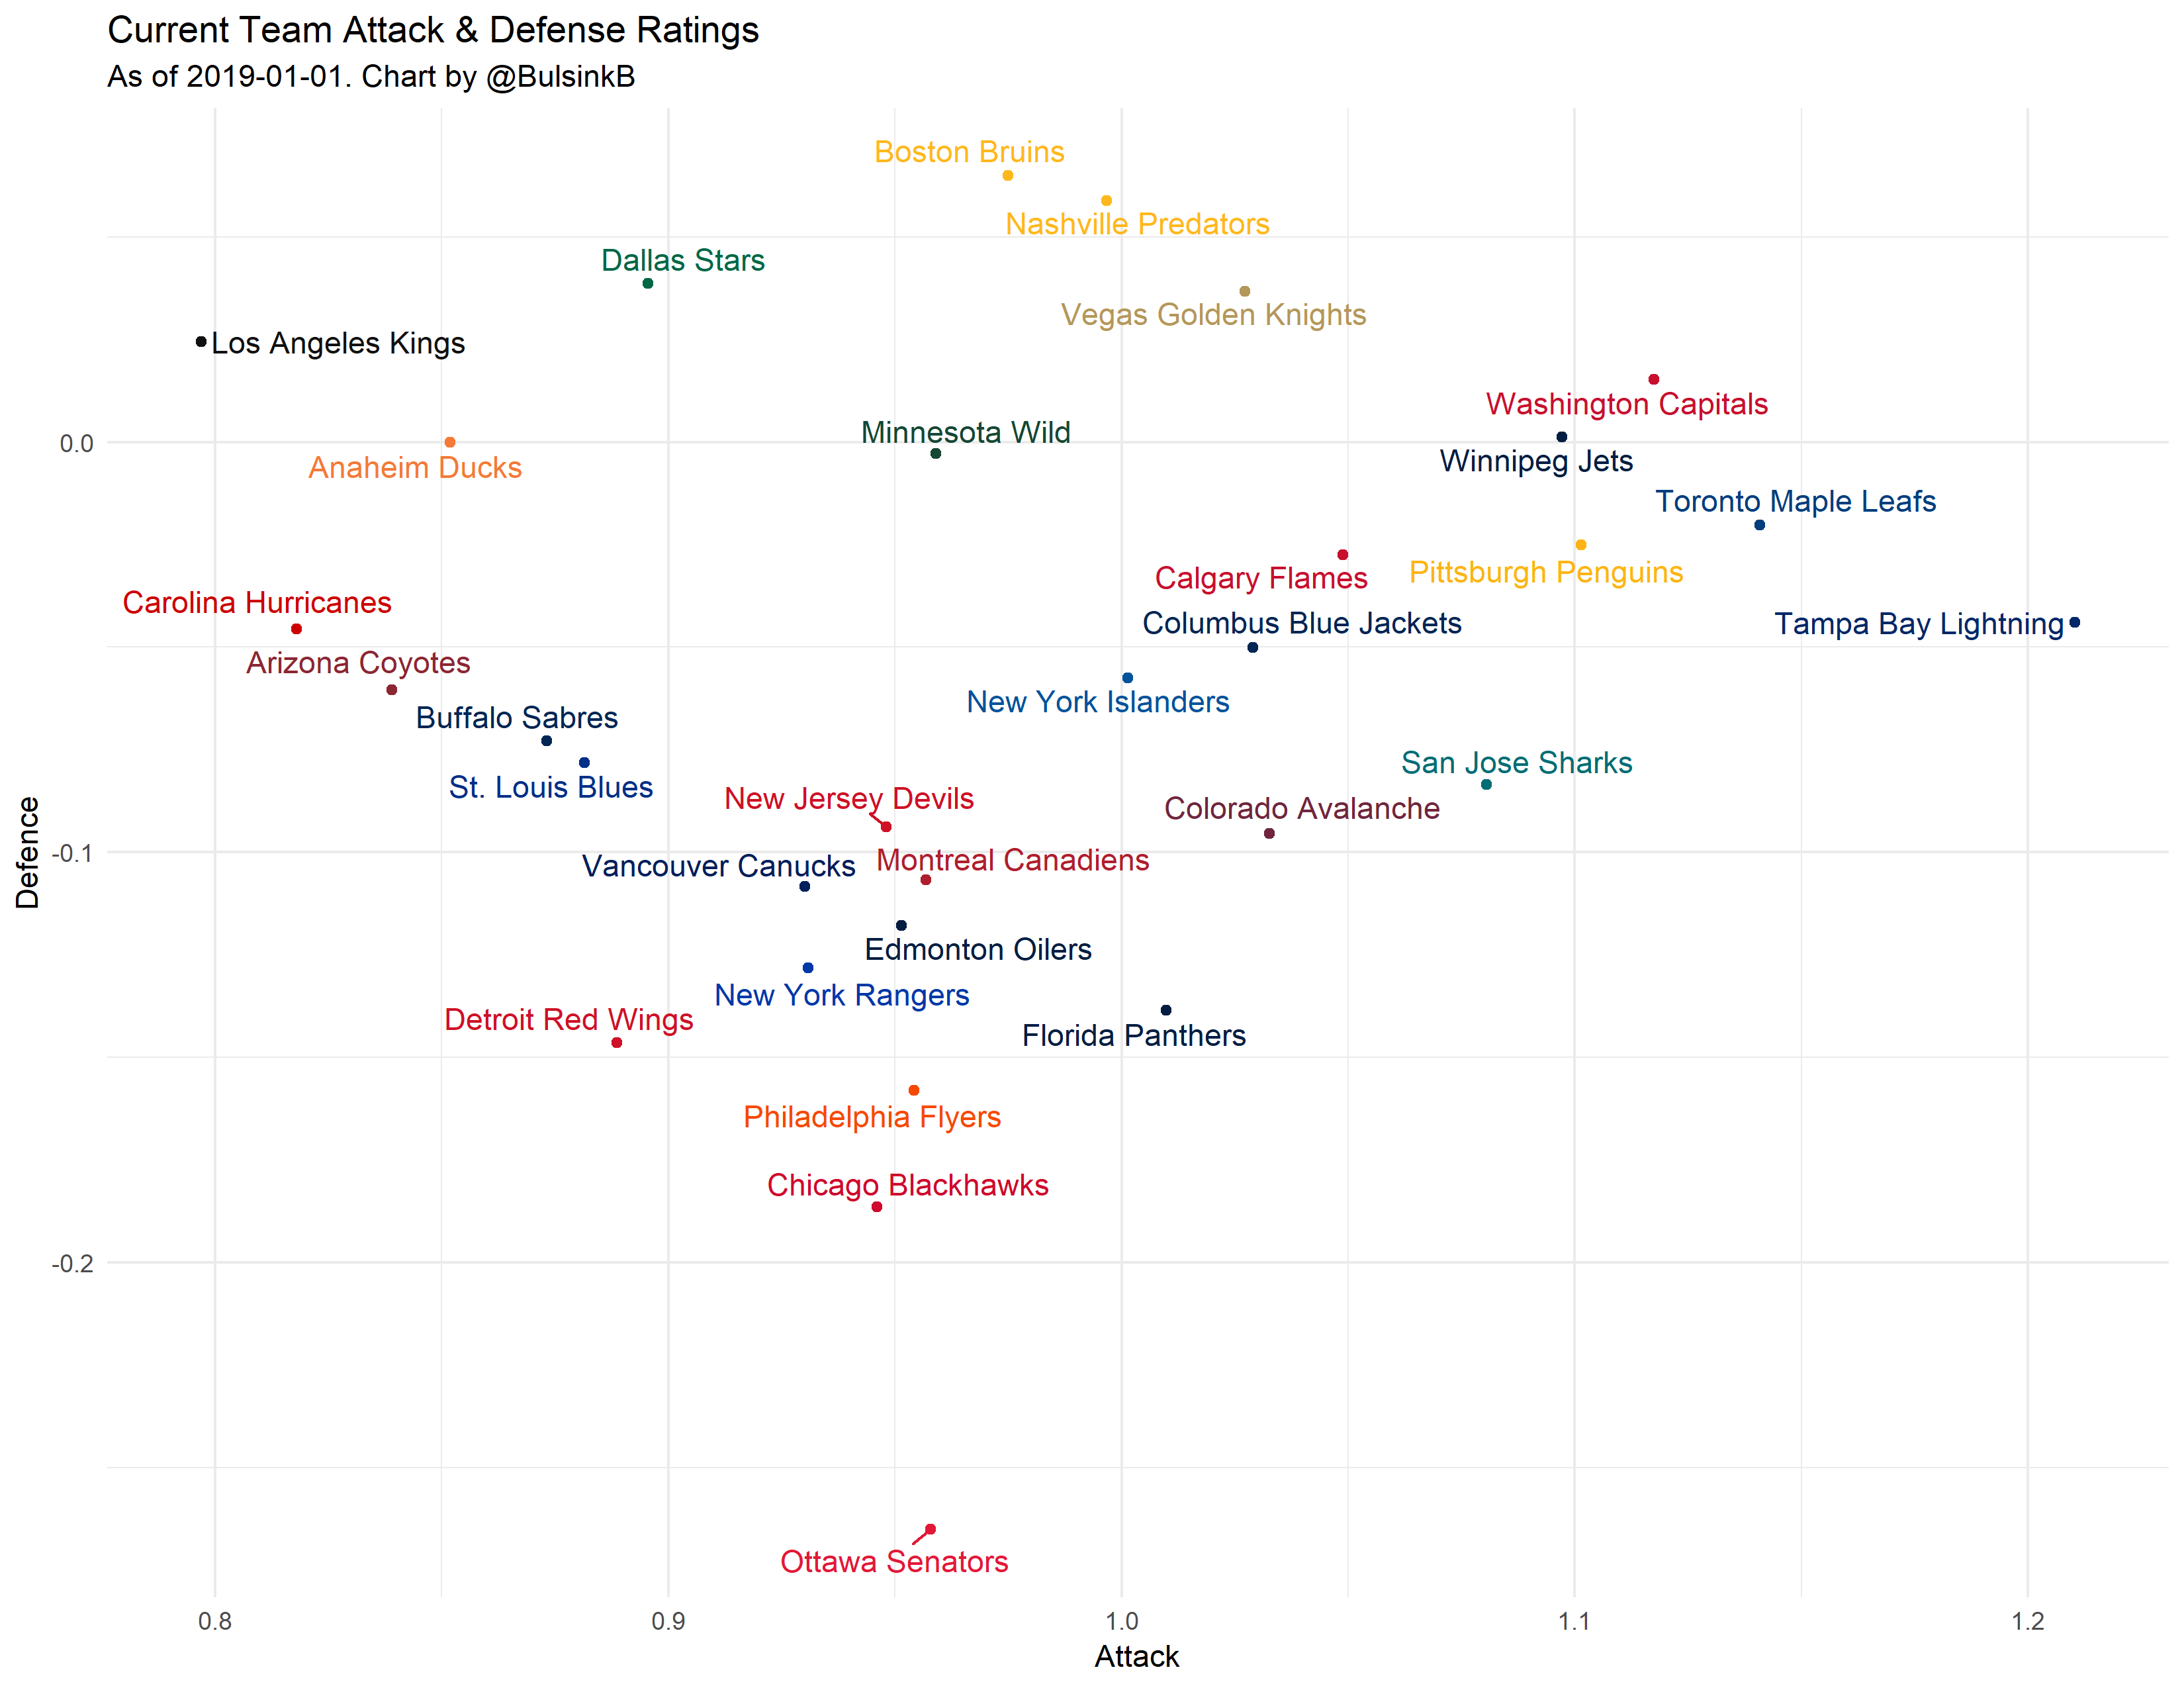 Current Team Attack & Defense Ratings
As of 2019-01-01. Chart by @BulsinkB
Boston Bruins
Nashville Predators
Dallas Stars
Vegas Golden Knights
Los Angeles Kings
Washington Capitals
Minnesota Wild
0.0
Winnipeg Jets
Anaheim Ducks
Toronto Maple Leafs
Pittsburgh Penguins
Calgary Flames
Carolina Hurricanes
Columbus Blue Jackets
Tampa Bay Lightning
Arizona Coyotes
New York Islanders
Buffalo Sabres
San Jose Sharks
St. Louis Blues
New Jersey Devils
Colorado Avalanche
Defence
-0.1
Montreal Canadiens
Vancouver Canucks
Edmonton Oilers
New York Rangers
Detroit Red Wings
Florida Panthers
Philadelphia Flyers
Chicago Blackhawks
-0.2
Ottawa Senators
0.8
0.9
1.0
1.1
1.2
Attack